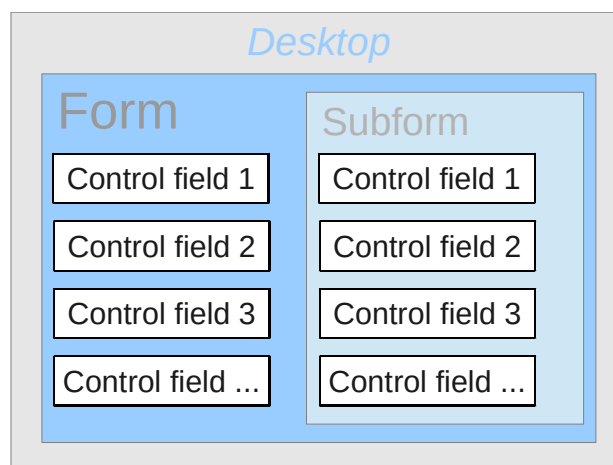 Desktop
Form
Control field 1
Control field 2
Control field 3
Control field ...
Subform
Control field 1
Control field 2
Control field 3
Control field ...